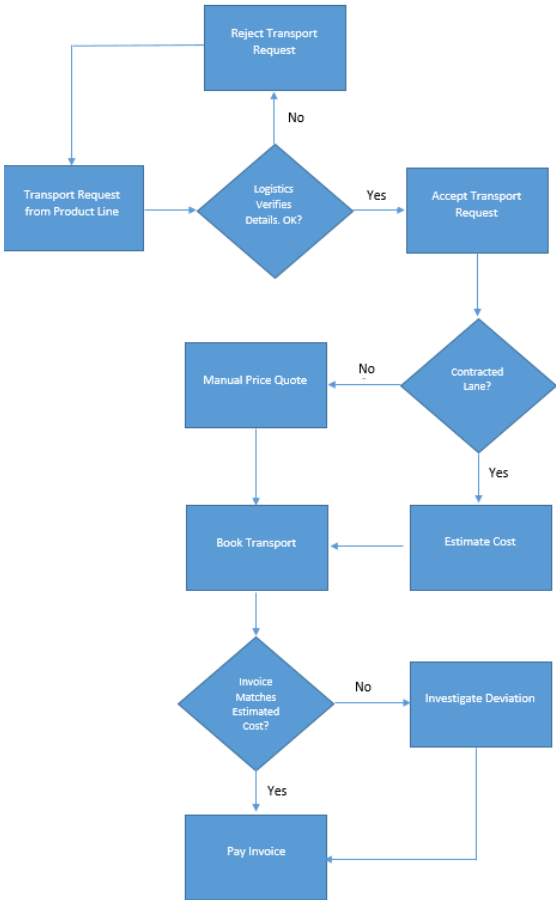 Reject Transport
Request
No
Transport Request
from Product Line
Logistics
Verifies
Details. OK?
Yes
Accept Transport
Request
Contracted
Lane?
No
Manual Price Quote
Yes
Book Transport
Estimate Cost
Invoice
Matches
Estimated
Cost?
No
Investigate Deviation
Yes
Pay Invoice